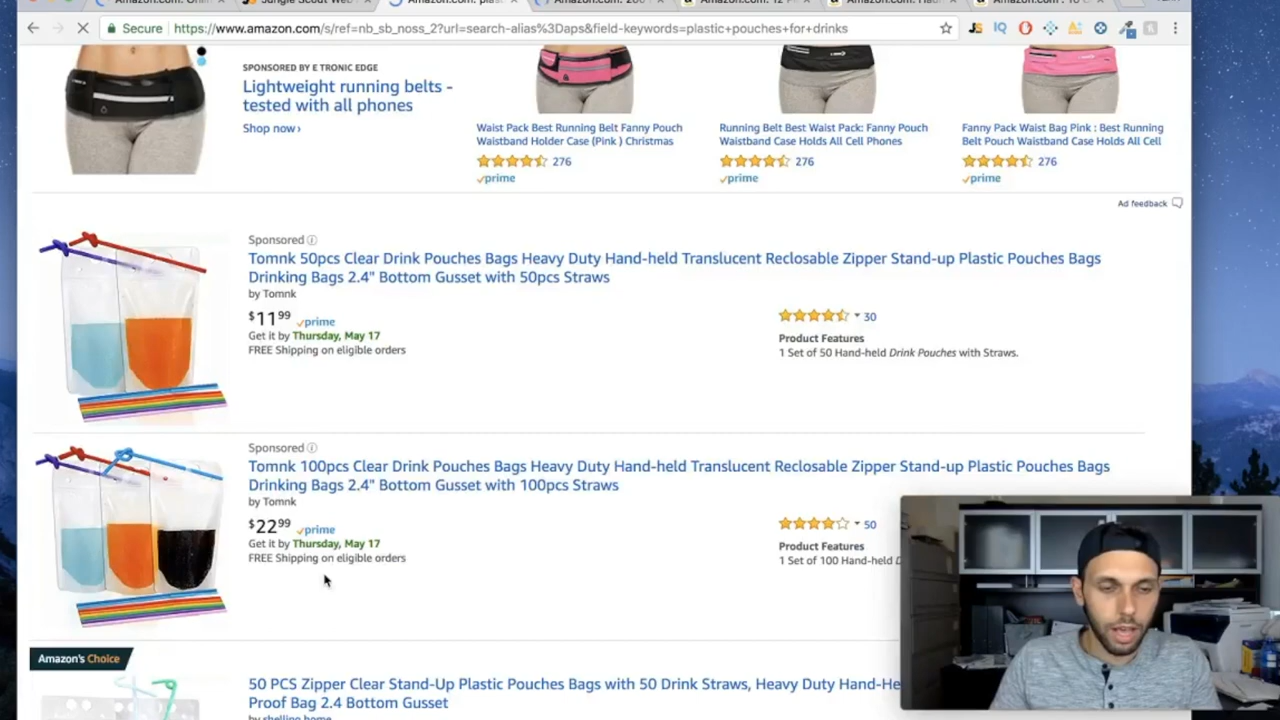 Secure
https://www.amazon.com/s/ref=nb_sb_noss_2?url=search-alias%3Daps&field-keywords=plastic+pouches+for+drinks
SPONSORED BY E TRONIC EDGE
Lightweight running belts -
tested with all phones
Shop now ›
Waist Pack Best Running Belt Fanny Pouch
Waistband Holder Case (Pink ) Christmas
276
prime
Running Belt Best Waist Pack: Fanny Pouch
Waistband Case Holds All Cell Phones
276
prime
Fanny Pack Waist Bag Pink : Best Running
Belt Pouch Waistband Case Holds All Cell
276
prime
Ad feedback
Sponsored
Tomnk 50pcs Clear Drink Pouches Bags Heavy Duty Hand-held Translucent Reclosable Zipper Stand-up Plastic Pouches Bags
Drinking Bags 2.4" Bottom Gusset with 50pcs Straws
by Tomnk
$11 99 prime
Get it by Thursday, May 17
FREE Shipping on eligible orders
30
Product Features
1 Set of 50 Hand-held Drink Pouches with Straws.
Sponsored
Tomnk 100pcs Clear Drink Pouches Bags Heavy Duty Hand-held Translucent Reclosable Zipper Stand-up Plastic Pouches Bags
Drinking Bags 2.4" Bottom Gusset with 100pcs Straws
by Tomnk
$22 99 prime
Get it by Thursday, May 17
FREE Shipping on eligible orders
50
Product Features
1 Set of 100 Hand-held
Amazon's Choice
50 PCS Zipper Clear Stand-Up Plastic Pouches Bags with 50 Drink Straws, Heavy Duty Hand-He
Proof Bag 2.4 Bottom Gusset
by shelling home